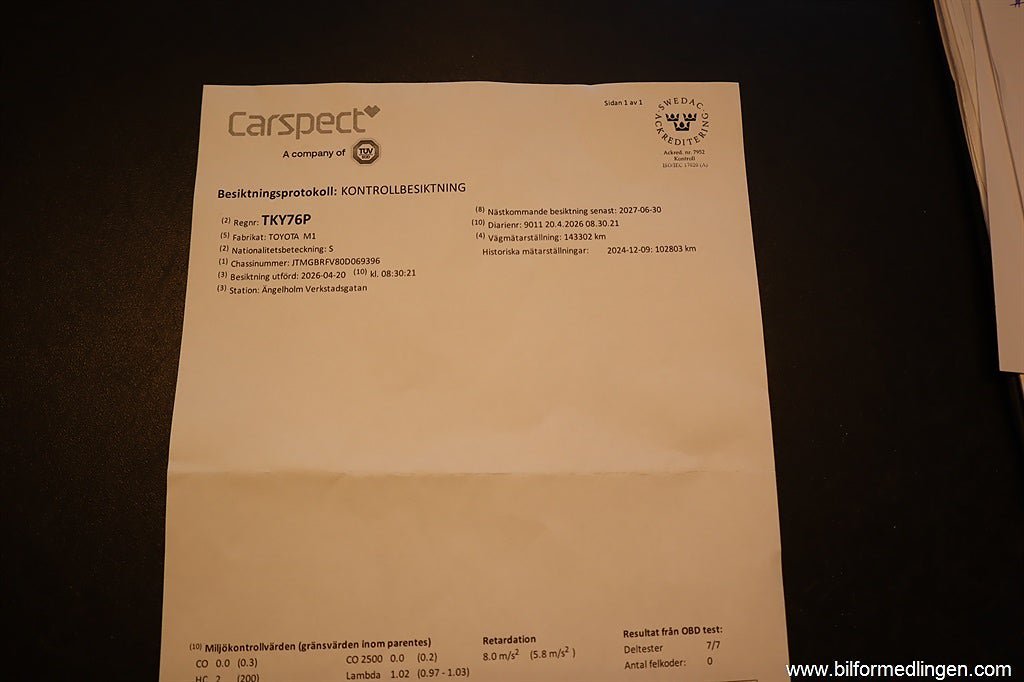 Carspect
A company of TÜV
Sidan 1 av 1
SWEDAC ACKREDITERING
Ackred. nr. 7952
Kontroll
ISO/IEC 17020 (A)
Besiktningsprotokoll: KONTROLLBESIKTNING
(2) Regnr: TKY76P
(5) Fabrikat: TOYOTA M1
(2) Nationalitetsbeteckning: S
(1) Chassinummer: JTMGBRFV80D069396
(3) Besiktning utförd: 2026-04-20 (10) kl. 08:30:21
(3) Station: Ängelholm Verkstadsgatan
(8) Nästkommande besiktning senast: 2027-06-30
(10) Diarienr: 9011 20.4.2026 08.30.21
(4) Vägmätarställning: 143302 km
Historiska mätarställningar: 2024-12-09: 102803 km
(10) Miljökontrollvärden (gränsvärden inom parentes)
CO 0.0 (0.3) CO 2500 0.0 (0.2)
HC 2 (200) Lambda 1.02 (0.97 - 1.03)
Retardation
8.0 m/s² (5.8 m/s² )
Resultat från OBD test:
Deltester 7/7
Antal felkoder: 0
www.bilformedlingen.com